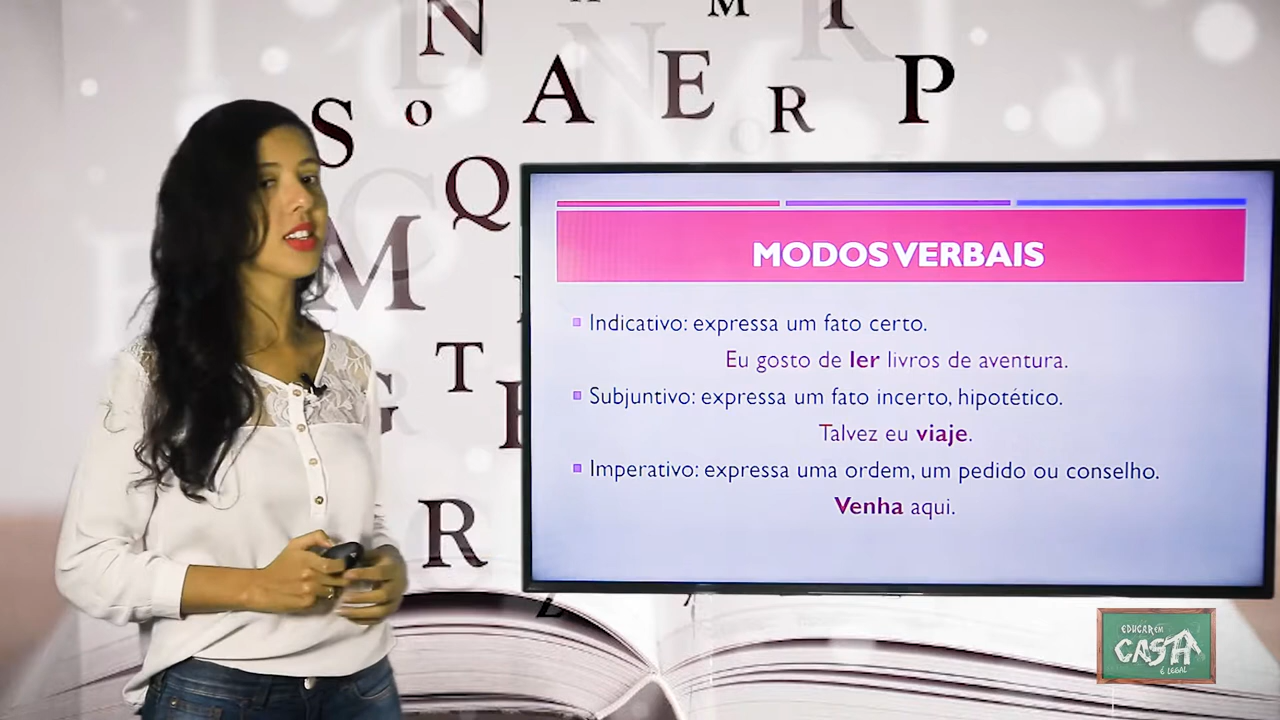 N M I
S O A E R P
Q
M
T
G
R
MODOS VERBAIS
Indicativo: expressa um fato certo.
Eu gosto de ler livros de aventura.
Subjuntivo: expressa um fato incerto, hipotético.
Talvez eu viaje.
Imperativo: expressa uma ordem, um pedido ou conselho.
Venha aqui.
EDUCAR EM
CASA
É LEGAL